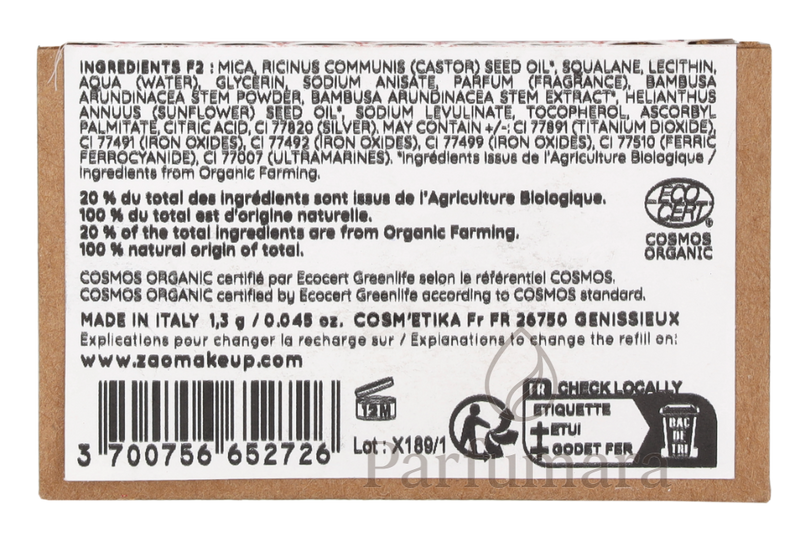 INGREDIENTS F2 : MICA, RICINUS COMMUNIS (CASTOR) SEED OIL*, SQUALANE, LECITHIN,
AQUA (WATER), GLYCERIN, SODIUM ANISATE, PARFUM (FRAGRANCE), BAMBUSA
ARUNDINACEA STEM POWDER, BAMBUSA ARUNDINACEA STEM EXTRACT*, HELIANTHUS
ANNUUS (SUNFLOWER) SEED OIL*, SODIUM LEVULINATE, TOCOPHEROL, ASCORBYL
PALMITATE, CITRIC ACID, CI 77820 (SILVER). MAY CONTAIN +/-: CI 77891 (TITANIUM DIOXIDE),
CI 77491 (IRON OXIDES), CI 77492 (IRON OXIDES), CI 77499 (IRON OXIDES), CI 77510 (FERRIC
FERROCYANIDE), CI 77007 (ULTRAMARINES). *Ingrédients issus de l'Agriculture Biologique /
Ingredients from Organic Farming.
20 % du total des ingrédients sont issus de l'Agriculture Biologique.
100 % du total est d'origine naturelle.
20 % of the total ingredients are from Organic Farming.
100 % natural origin of total.
ECO
CERT
COSMOS
ORGANIC
COSMOS ORGANIC certifié par Ecocert Greenlife selon le référentiel COSMOS.
COSMOS ORGANIC certified by Ecocert Greenlife according to COSMOS standard.
MADE IN ITALY 1,3 g / 0.045 oz. COSM'ETIKA Fr FR 26750 GENISSIEUX
Explications pour changer la recharge sur / Explanations to change the refill on:
www.zaomakeup.com
3 700756 652726
12M
Lot : X189/1
FR CHECK LOCALLY
ETIQUETTE
+ ETUI
+ GODET FER
BAC
DE
TRI
Parfumara